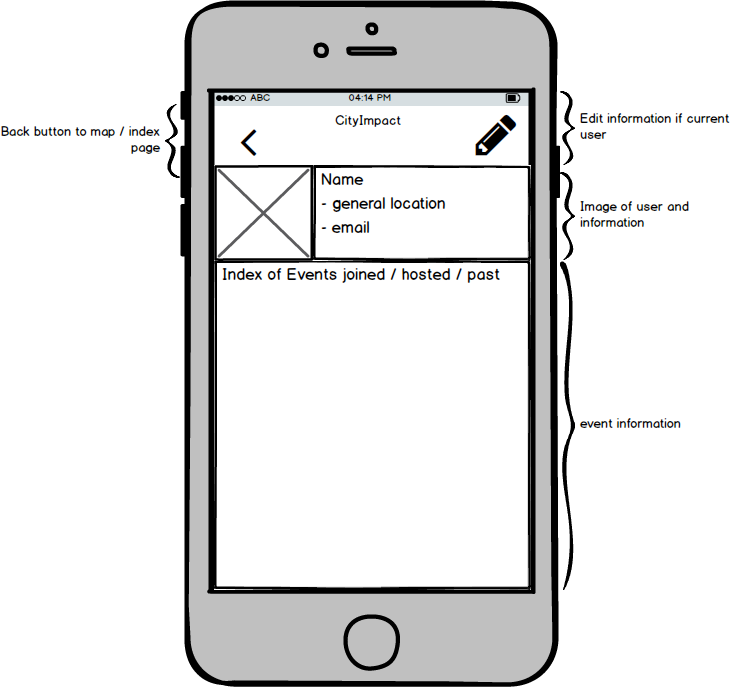 ABC
04:14 PM
CityImpact
Back button to map / index
page
Edit information if current
user
Name
- general location
- email
Image of user and
information
Index of Events joined / hosted / past
event information